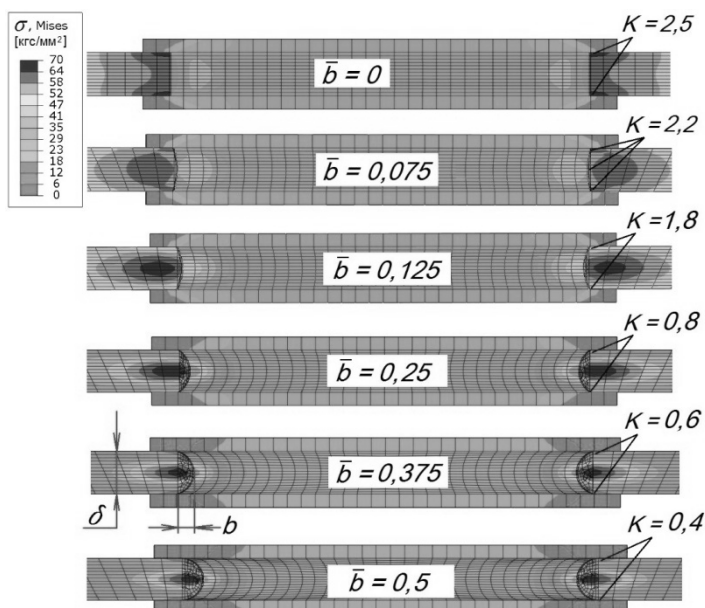 σ, Mises
[кгс/мм²]
70
64
58
52
47
41
35
29
23
18
12
6
0
K = 2,5
b̅ = 0
K = 2,2
b̅ = 0,075
K = 1,8
b̅ = 0,125
K = 0,8
b̅ = 0,25
K = 0,6
b̅ = 0,375
δ
b
K = 0,4
b̅ = 0,5